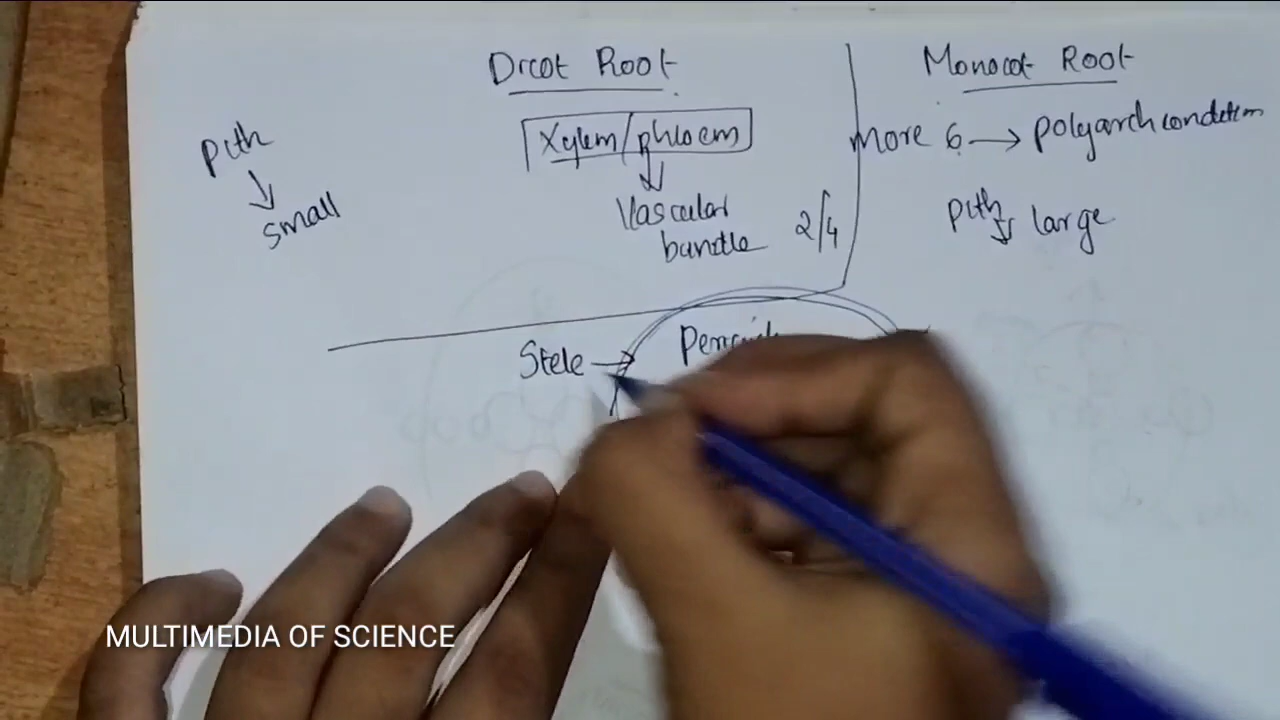 Dicot Root
Monocot Root
Pith
small
Xylem/phloem
Vascular
bundle
2/4
more 6 → polyarch condition
Pith
large
Stele →
MULTIMEDIA OF SCIENCE